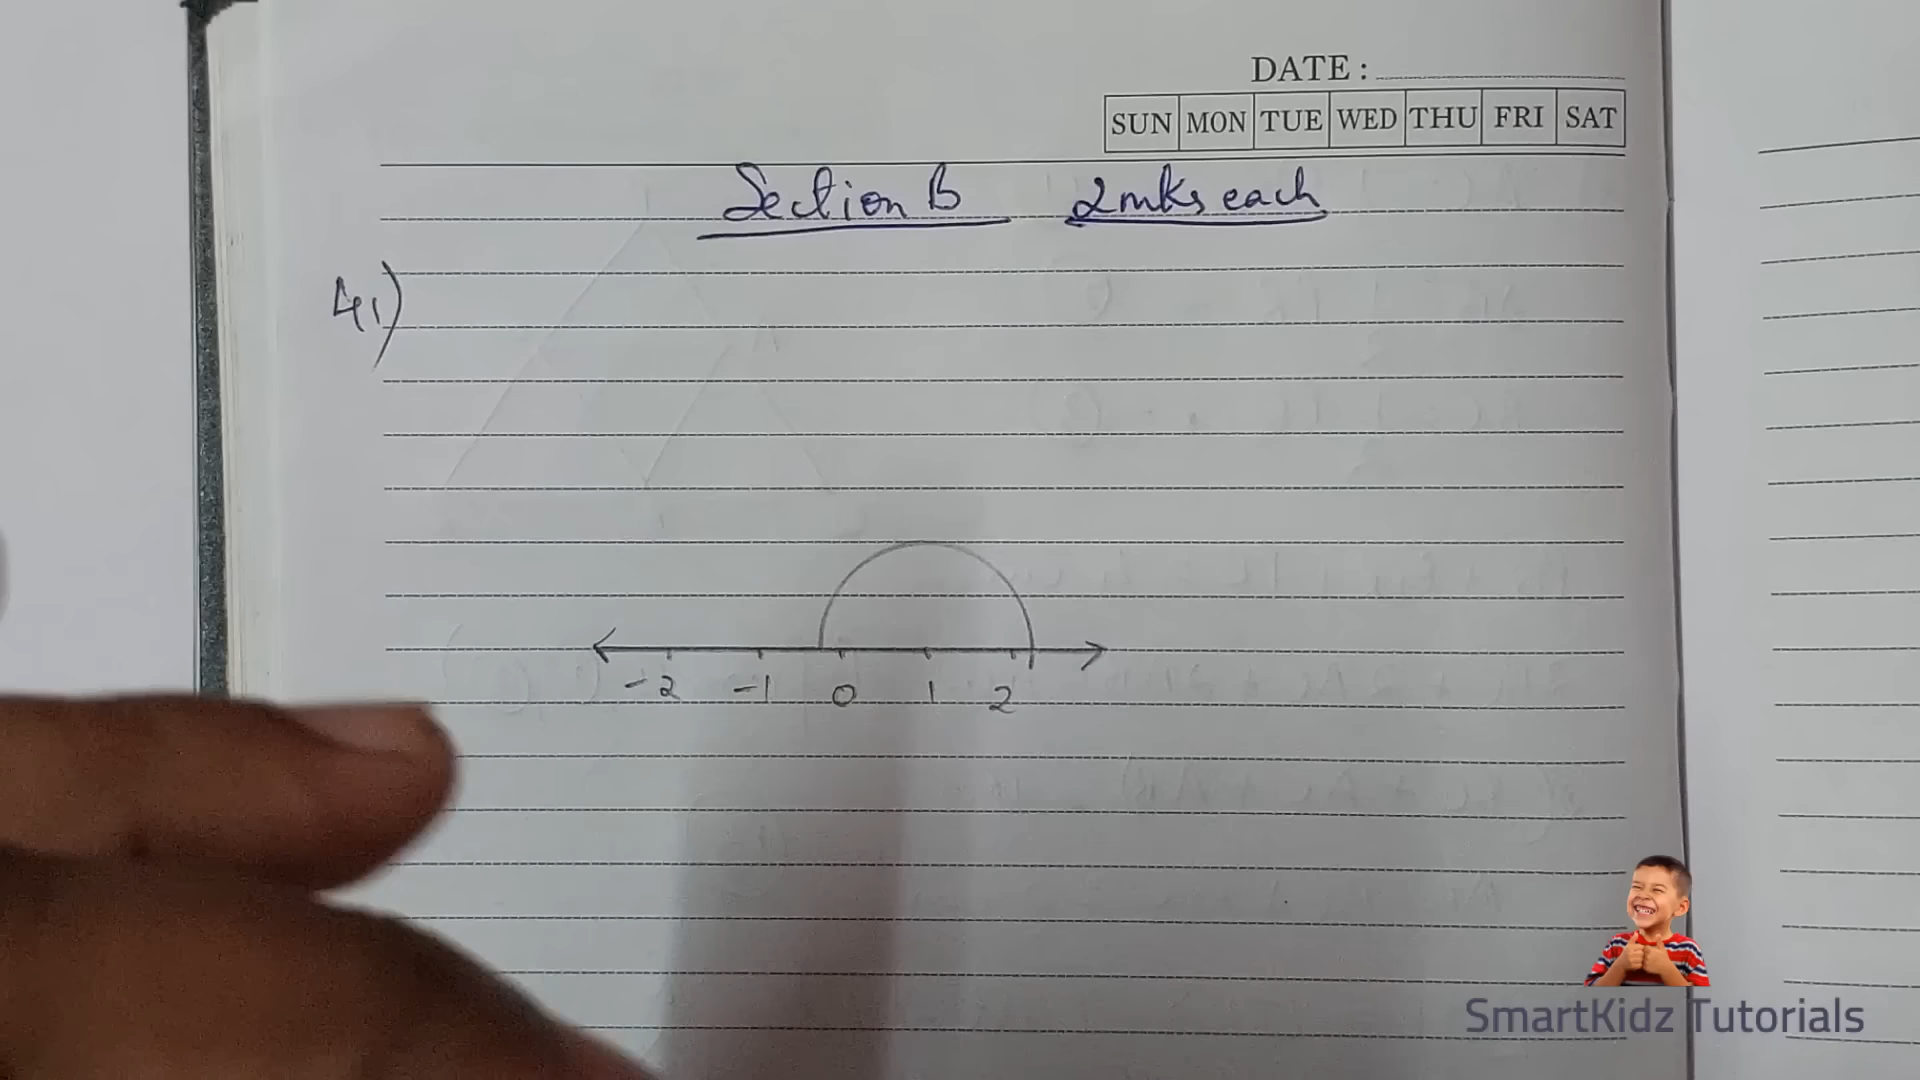 DATE :
SUN MON TUE WED THU FRI SAT
Section B 2mks each
41)
-2 -1 0 1 2
SmartKidz Tutorials